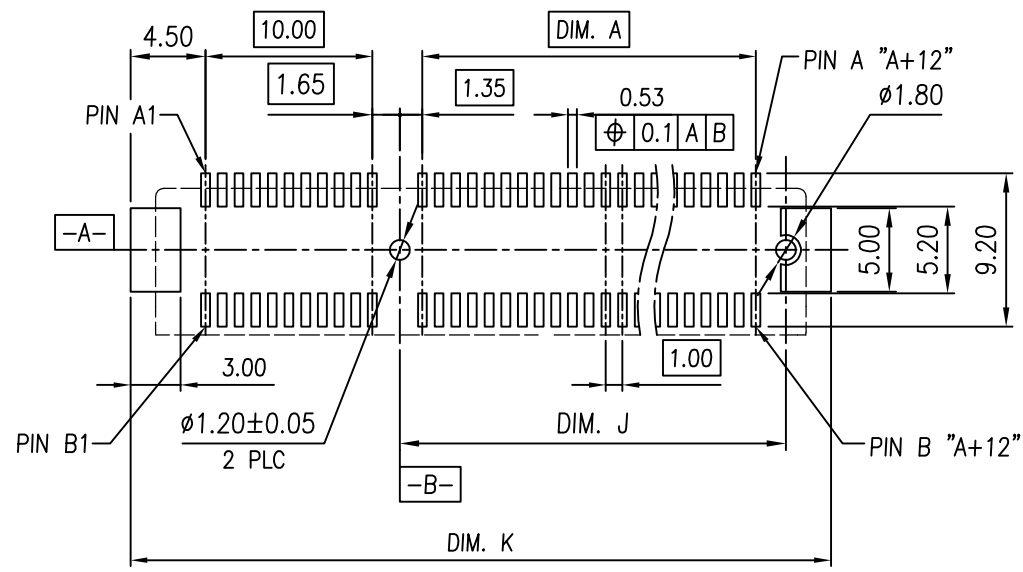 4.50
10.00
DIM. A
PIN A "A+12"
1.65
1.35
0.53
ø1.80
PIN A1
⌖ 0.1 A B
-A-
5.00
5.20
9.20
3.00
1.00
ø1.20±0.05
2 PLC
DIM. J
PIN B1
PIN B "A+12"
-B-
DIM. K